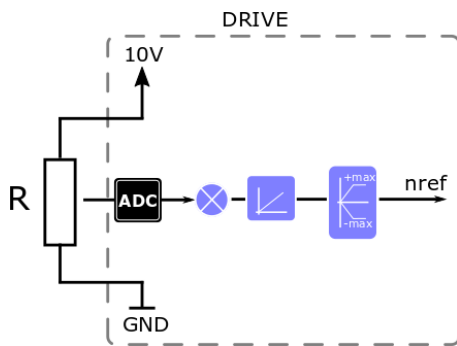 DRIVE
10V
R
ADC
+max
-max
nref
GND